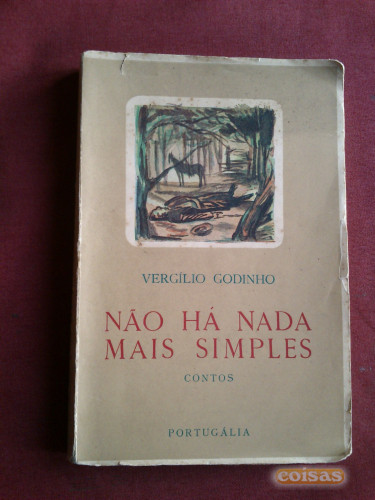 VERGÍLIO GODINHO
NÃO HÁ NADA
MAIS SIMPLES
CONTOS
PORTUGÁLIA
coisas